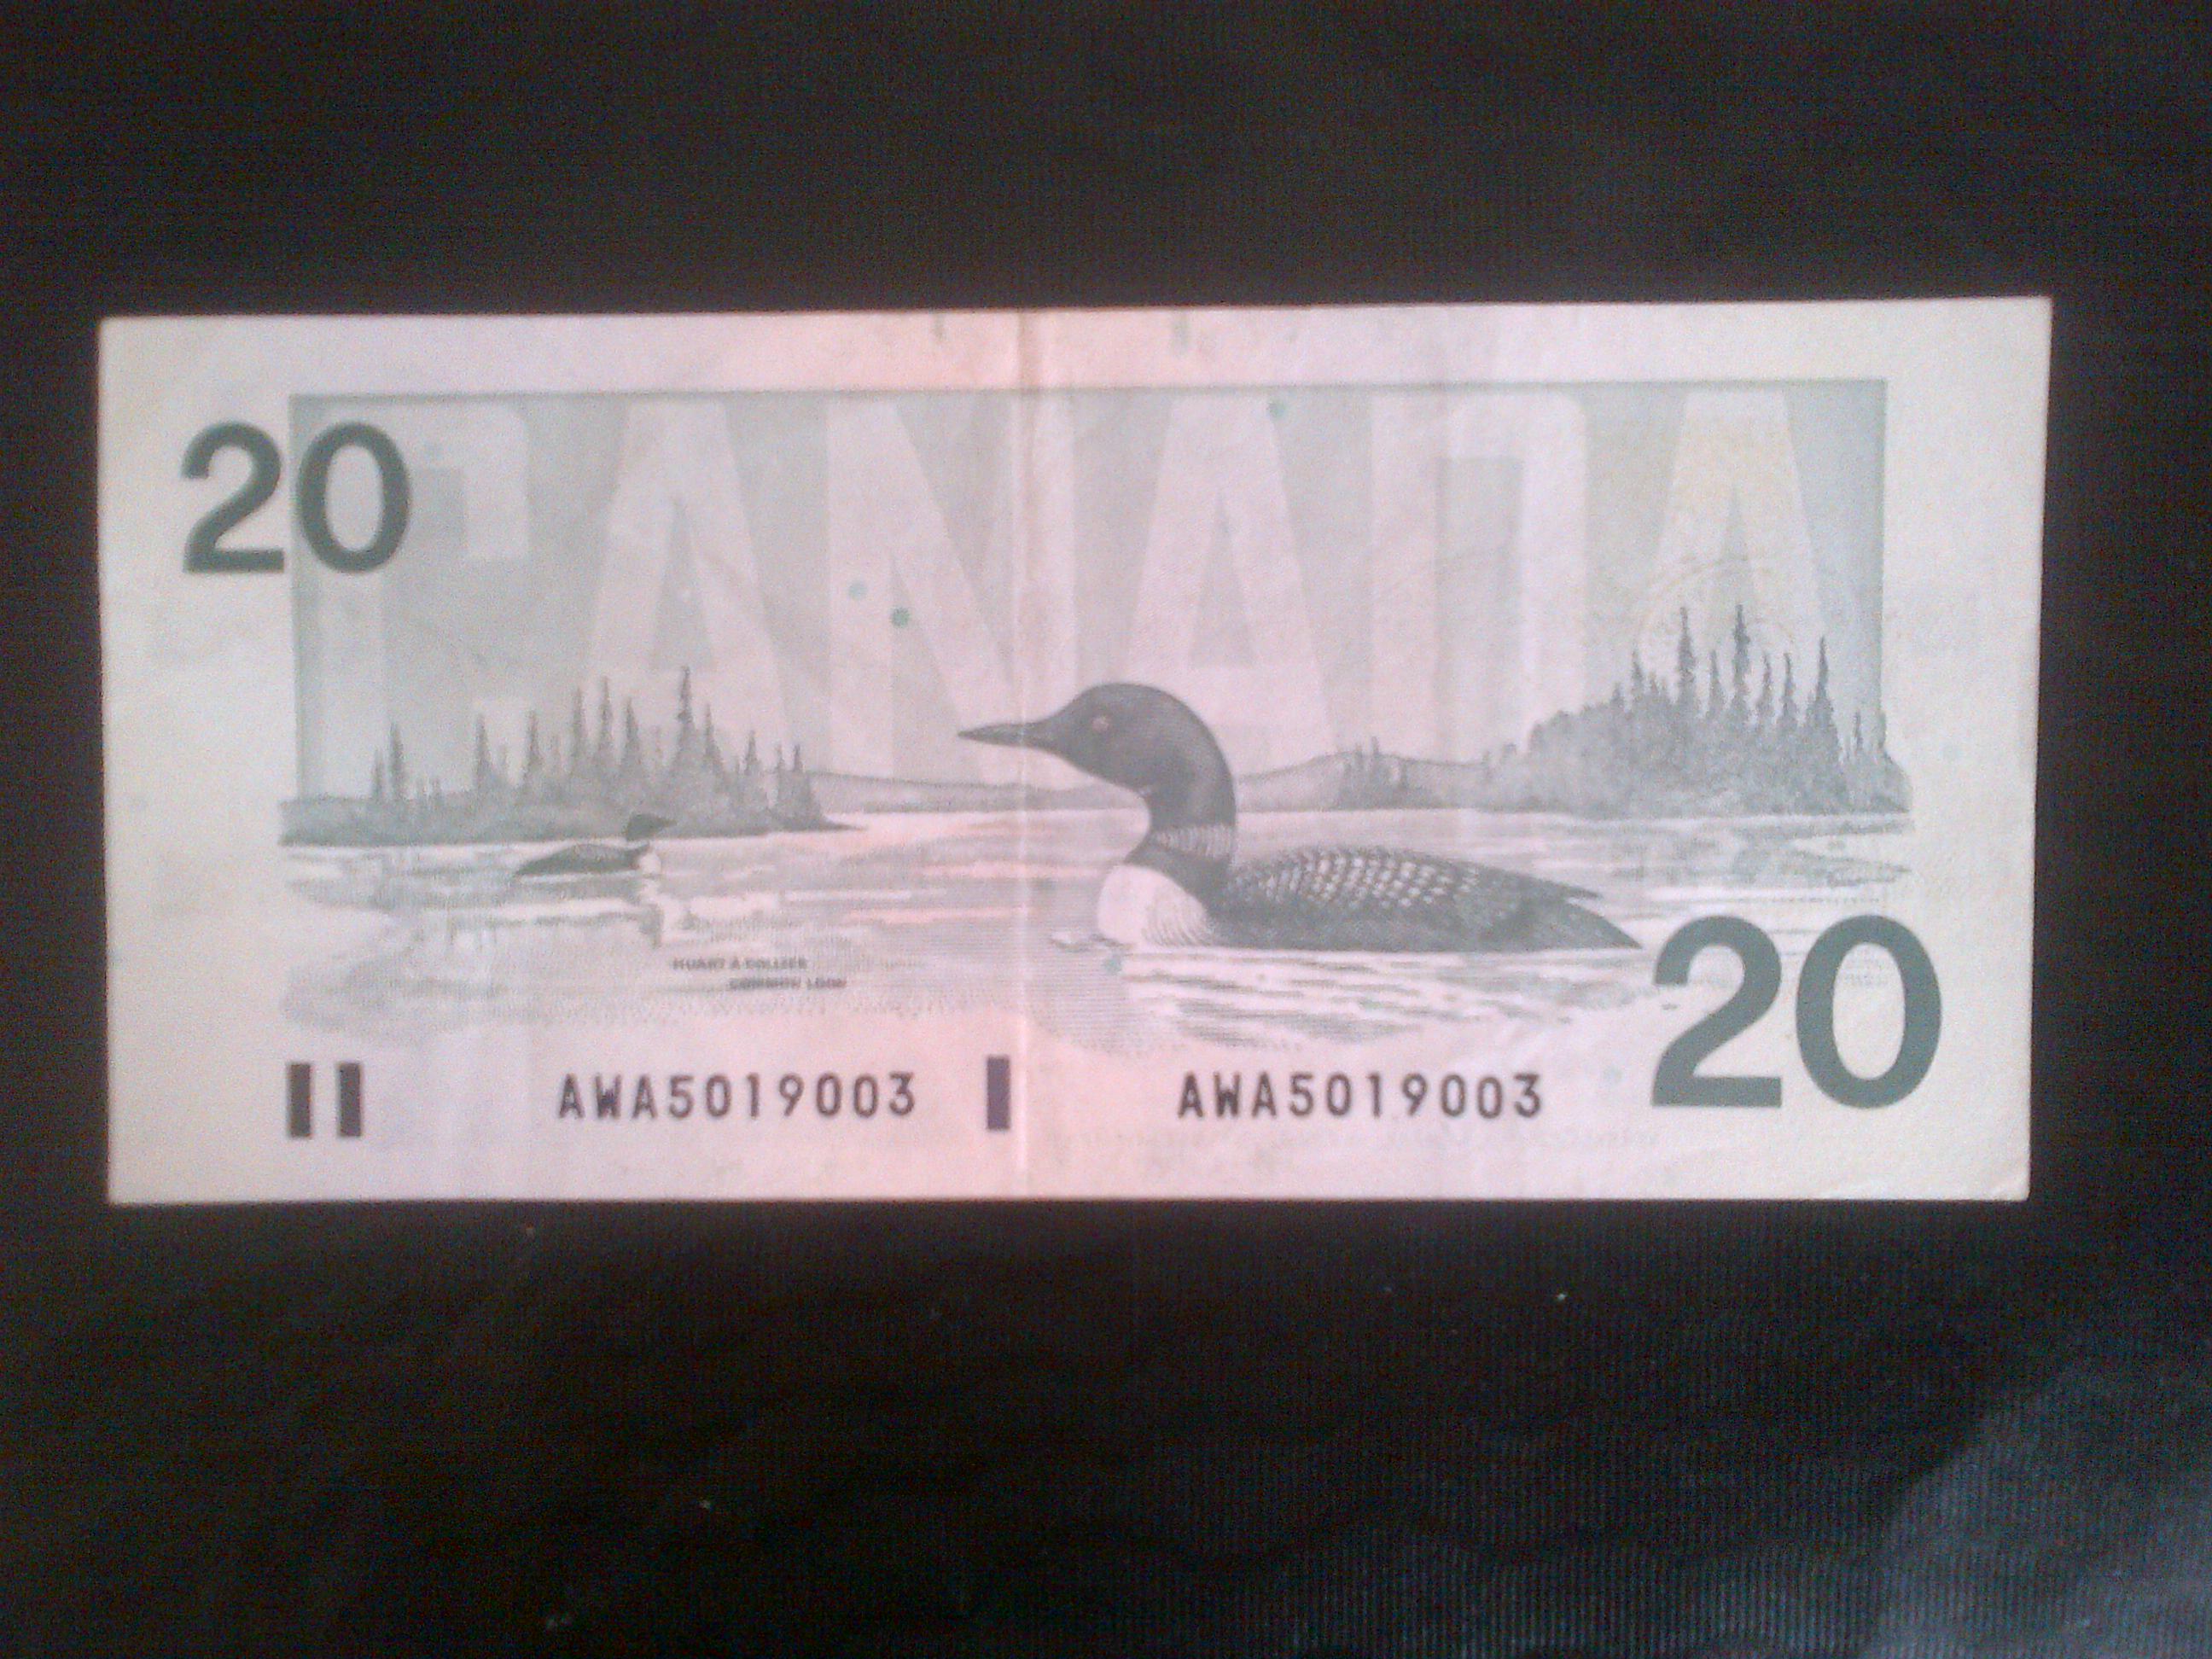 CANADA
20
HUART À COLLIER
COMMON LOON
20
AWA5019003 AWA5019003